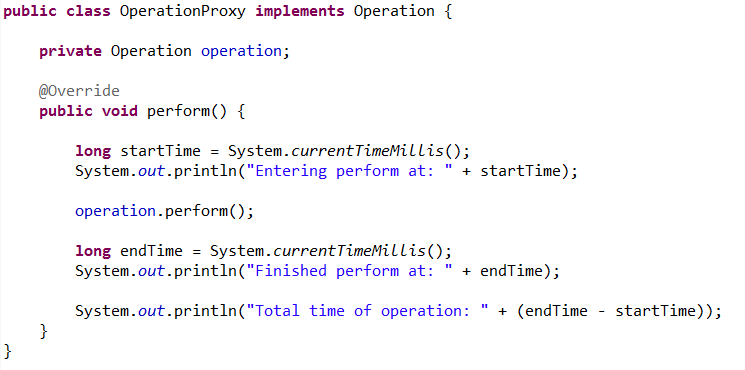 public class OperationProxy implements Operation {
private Operation operation;
@Override
public void perform() {
long startTime = System.currentTimeMillis();
System.out.println("Entering perform at: " + startTime);
operation.perform();
long endTime = System.currentTimeMillis();
System.out.println("Finished perform at: " + endTime);
System.out.println("Total time of operation: " + (endTime - startTime));
}
}